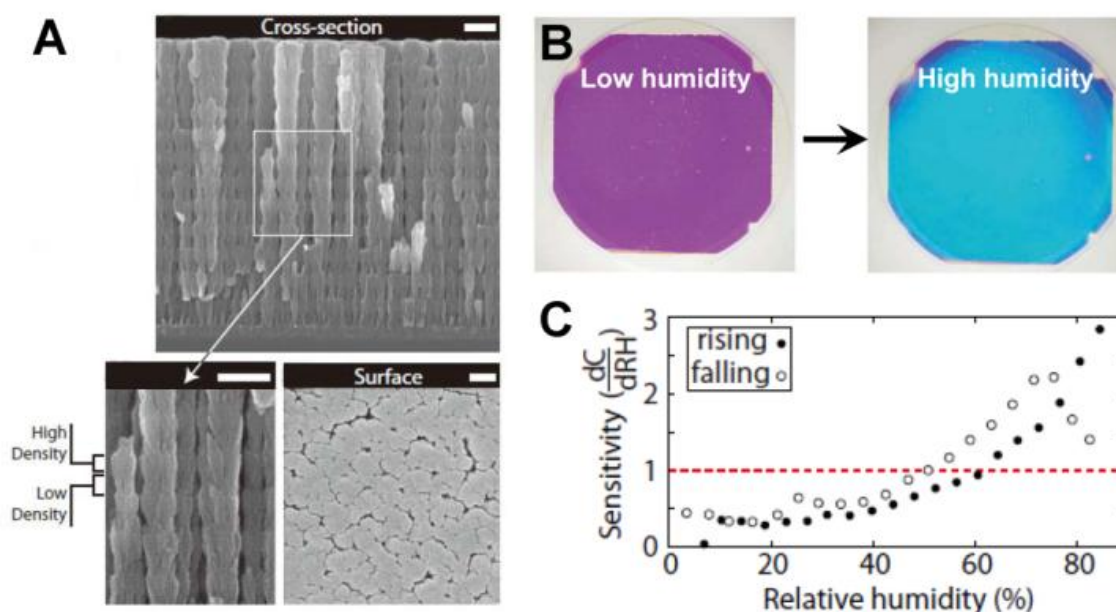 A
Cross-section
High
Density
Low
Density
Surface
B
Low humidity
High humidity
C
Sensitivity (dC/dRH)
3
2
1
0
rising
falling
0 20 40 60 80
Relative humidity (%)